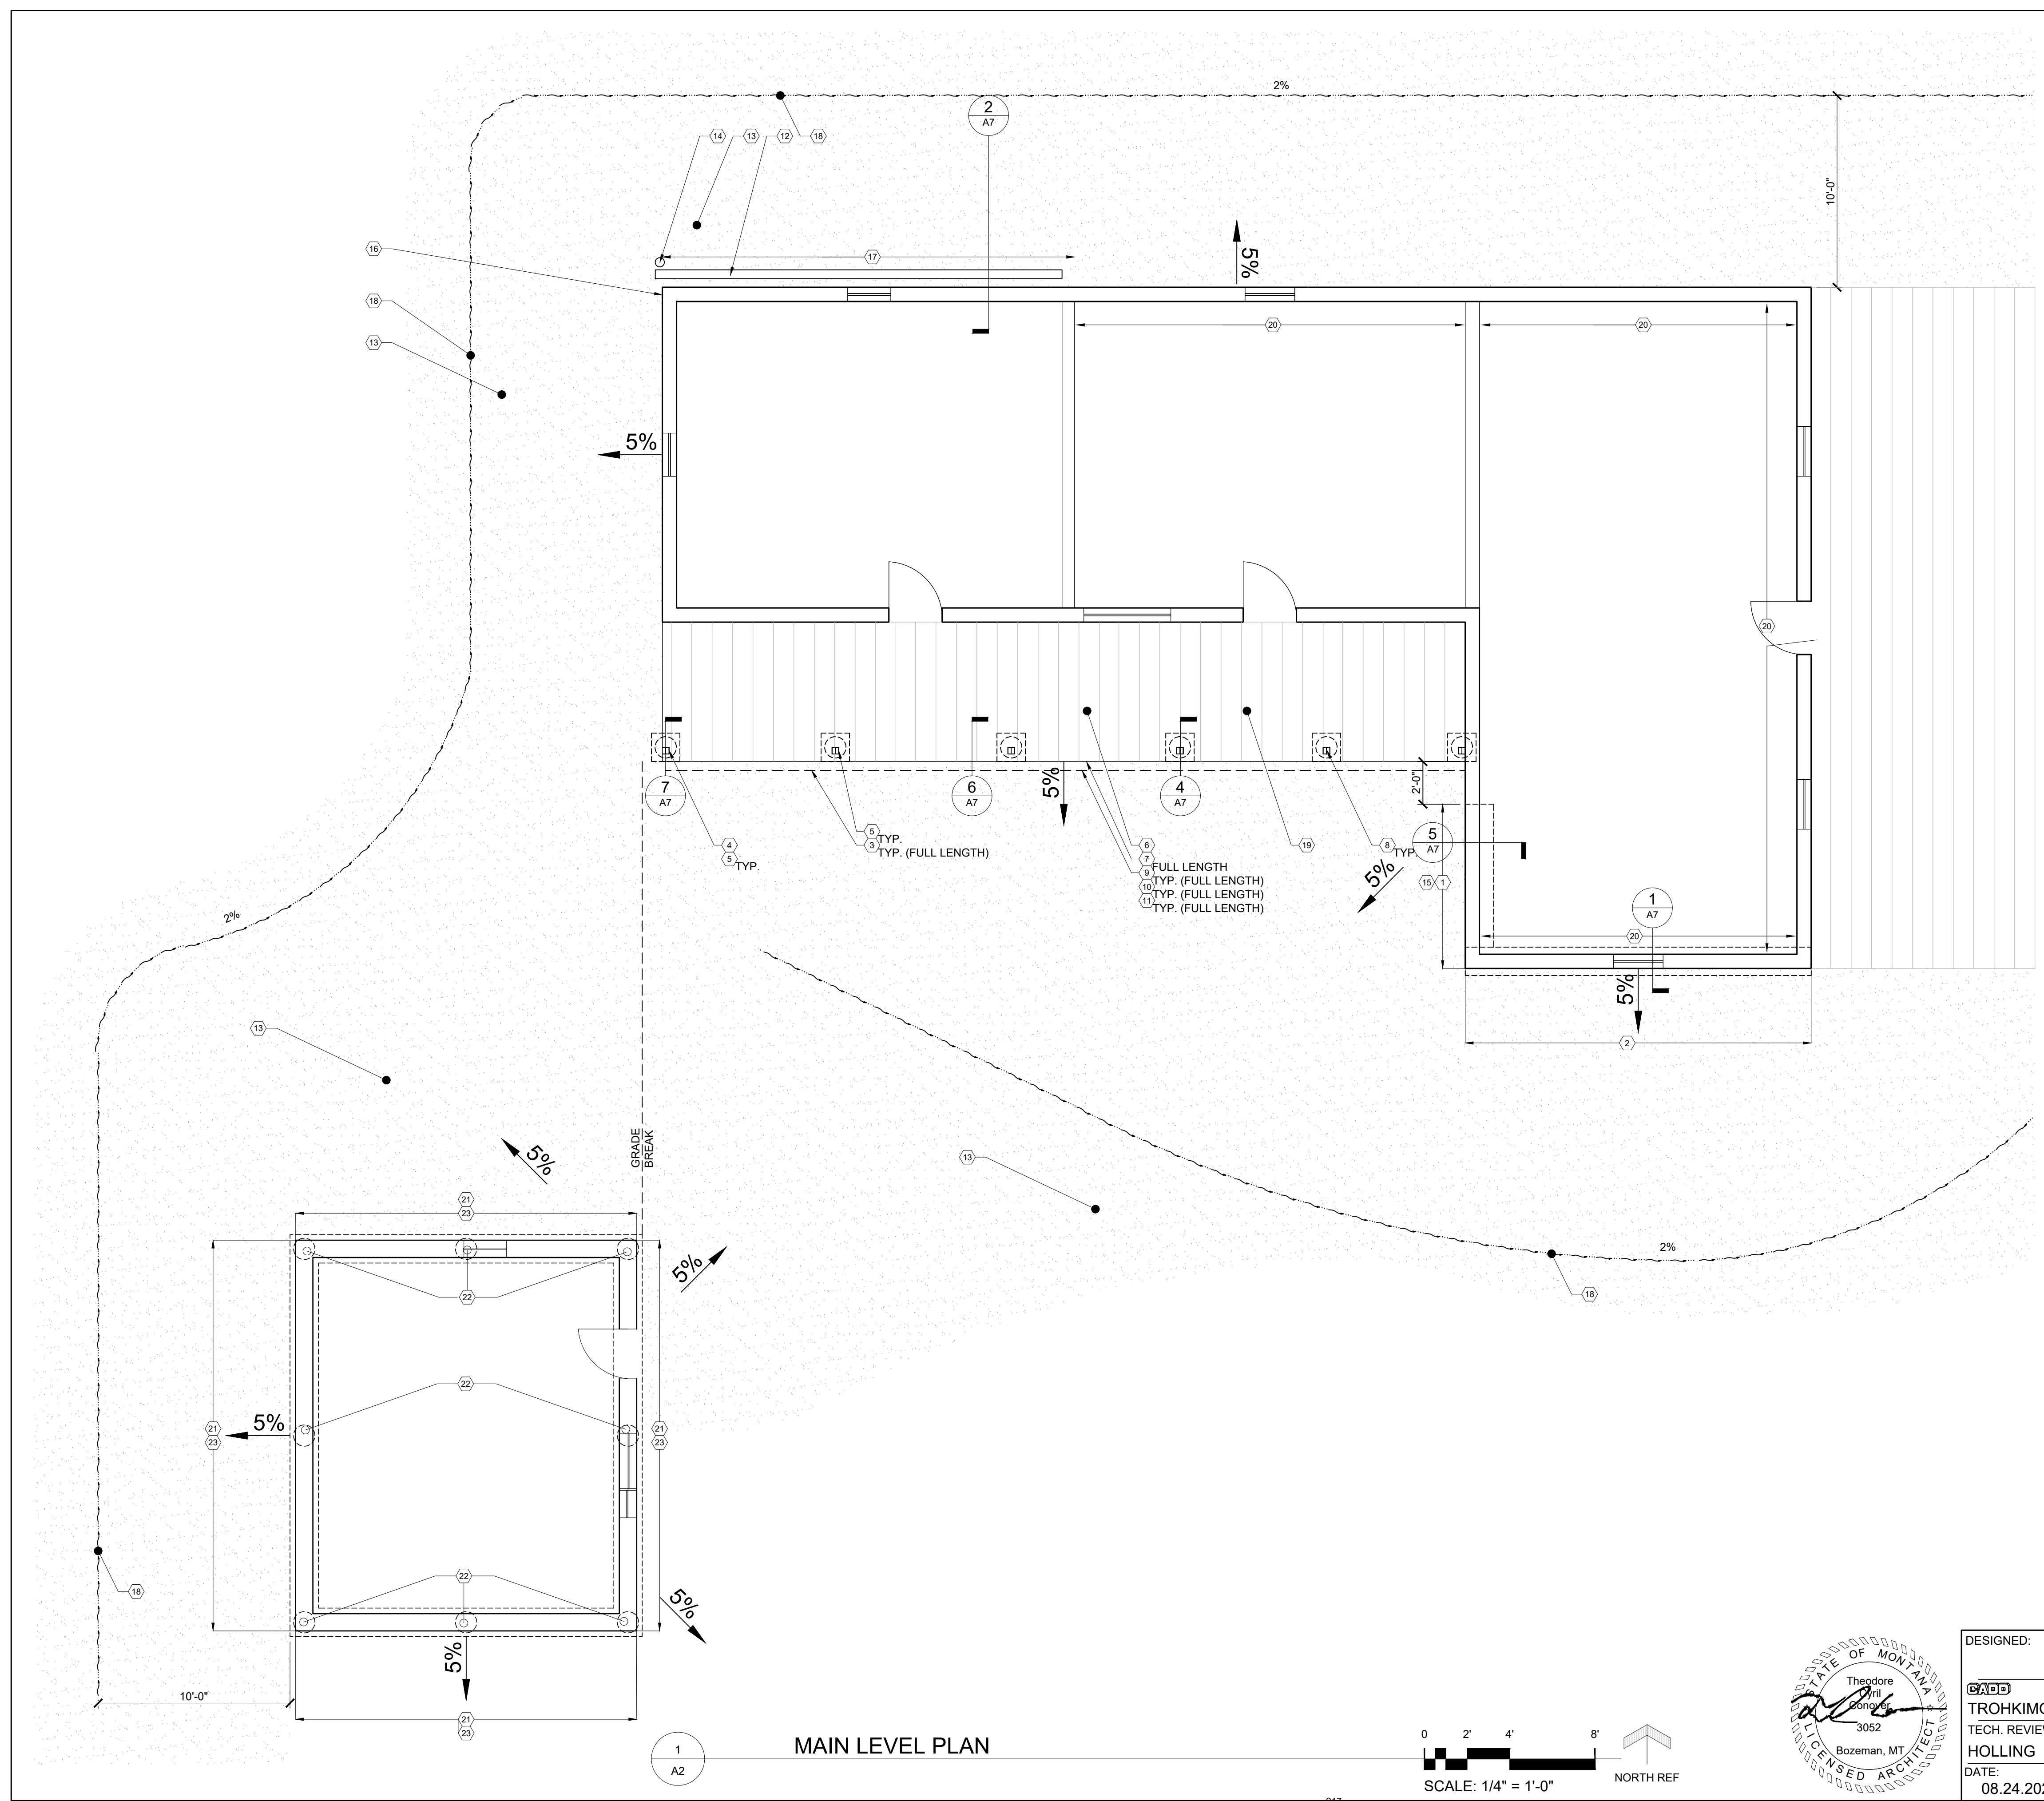 2%
2
A7
14
13
12
18
10'-0"
16
17
5%
18
20
20
13
5%
20
7
A7
6
A7
5%
4
A7
2'-0"
5
A7
5
TYP.
3
TYP. (FULL LENGTH)
4
5
TYP.
6
7
FULL LENGTH
9
TYP. (FULL LENGTH)
10
TYP. (FULL LENGTH)
11
TYP. (FULL LENGTH)
19
8
TYP.
5%
15
1
1
A7
2%
20
5%
2
13
GRADE
BREAK
5%
13
21
23
5%
2%
22
18
22
5%
21
23
21
23
22
18
5%
5%
10'-0"
21
23
1
A2
MAIN LEVEL PLAN
0 2' 4' 8'
SCALE: 1/4" = 1'-0"
NORTH REF
STATE OF MONTANA
Theodore
Cyril
Conover
3052
Bozeman, MT
LICENSED ARCHITECT
DESIGNED:
CADD:
TROHKIMO
TECH. REVIEW
HOLLING
DATE:
08.24.202